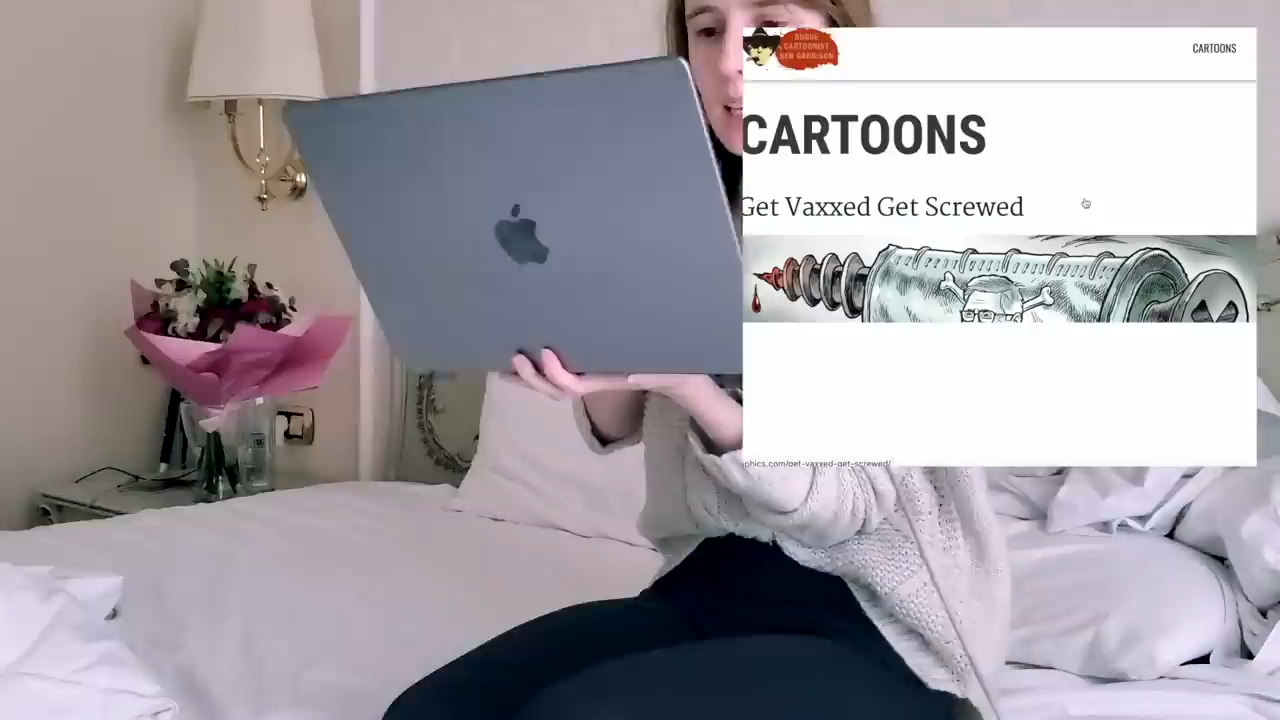 ROGUE
CARTOONIST
BEN GARRISON
CARTOONS
CARTOONS
Get Vaxxed Get Screwed
phics.com/get-vaxxed-get-screwed/